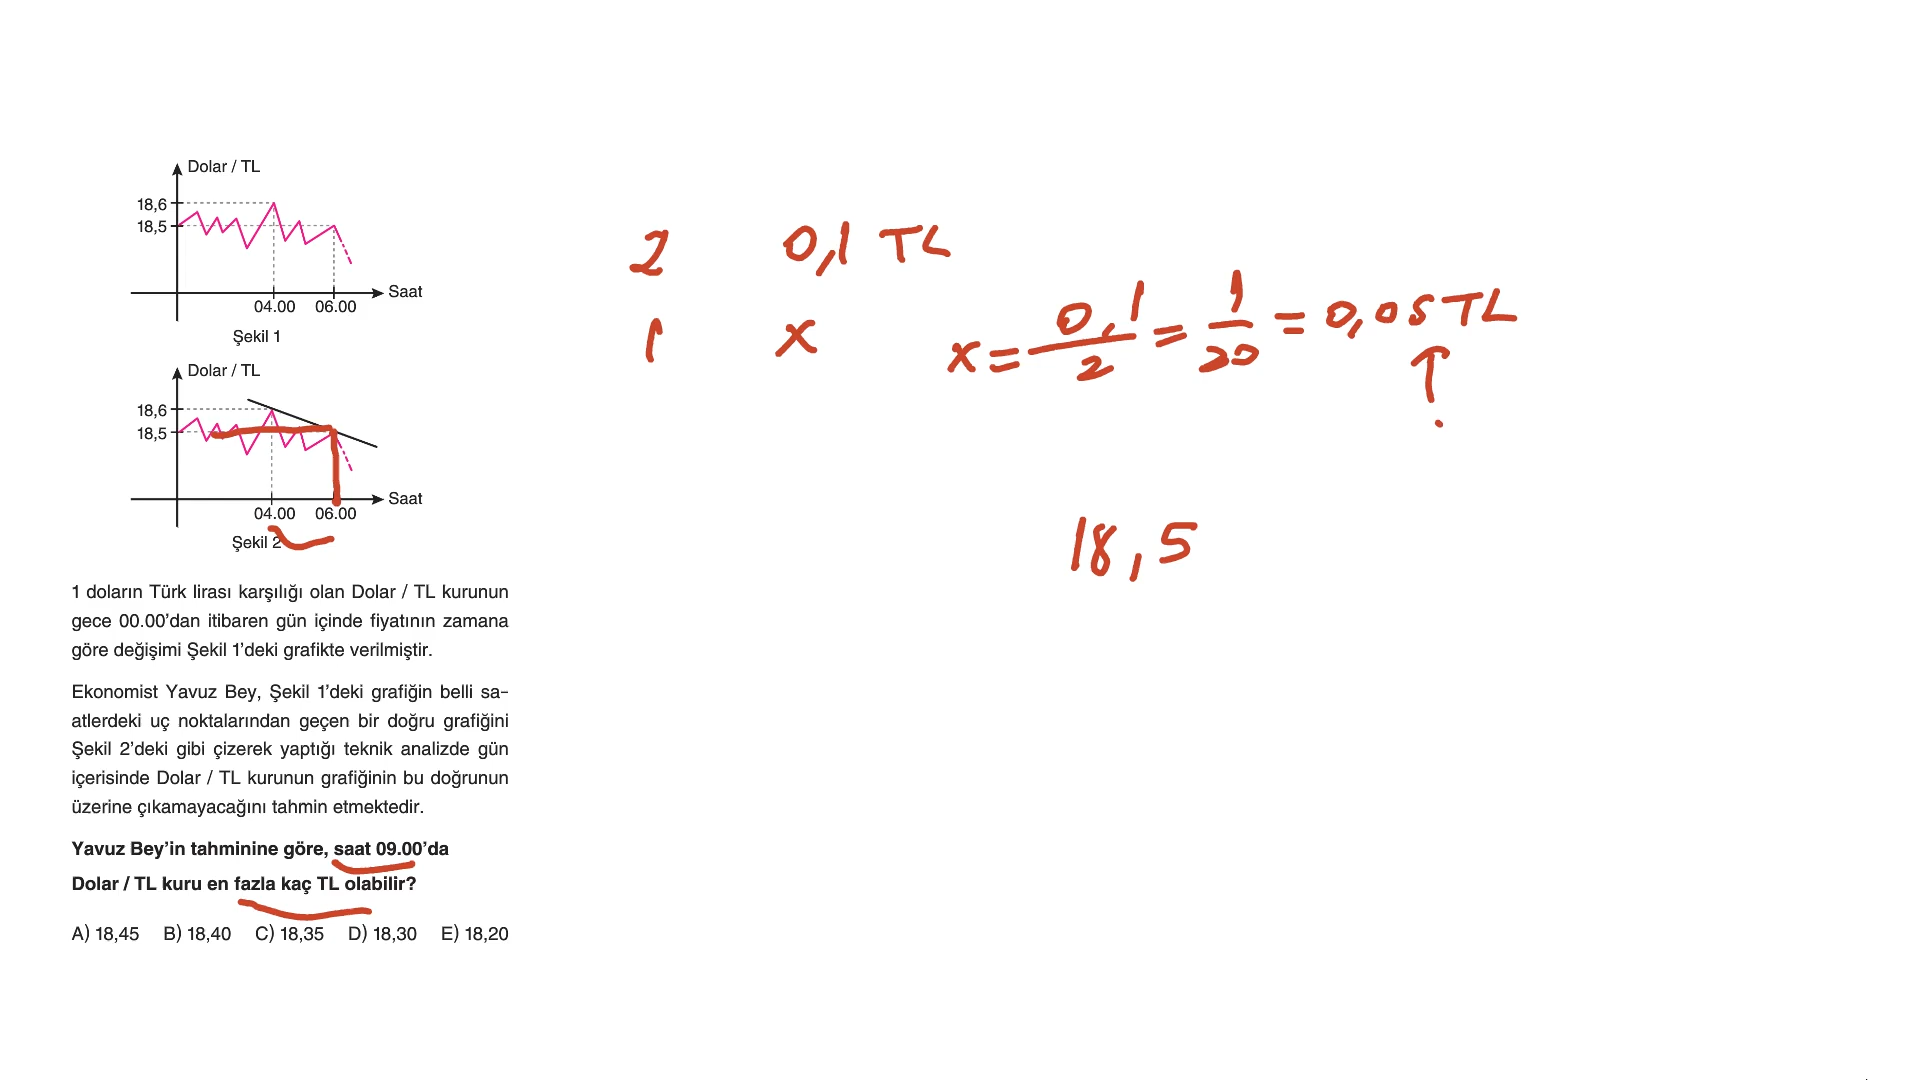 Dolar / TL
18,6
18,5
Saat
04.00 06.00
Şekil 1
Dolar / TL
18,6
18,5
Saat
04.00 06.00
Şekil 2
1 doların Türk lirası karşılığı olan Dolar / TL kurunun
gece 00.00’dan itibaren gün içinde fiyatının zamana
göre değişimi Şekil 1’deki grafikte verilmiştir.
Ekonomist Yavuz Bey, Şekil 1’deki grafiğin belli sa-
atlerdeki uç noktalarından geçen bir doğru grafiğini
Şekil 2’deki gibi çizerek yaptığı teknik analizde gün
içerisinde Dolar / TL kurunun grafiğinin bu doğrunun
üzerine çıkamayacağını tahmin etmektedir.
Yavuz Bey’in tahminine göre, saat 09.00’da
Dolar / TL kuru en fazla kaç TL olabilir?
A) 18,45 B) 18,40 C) 18,35 D) 18,30 E) 18,20
2 0,1 TL
1 x x = 0,1/2 = 1/20 = 0,05 TL
18,5